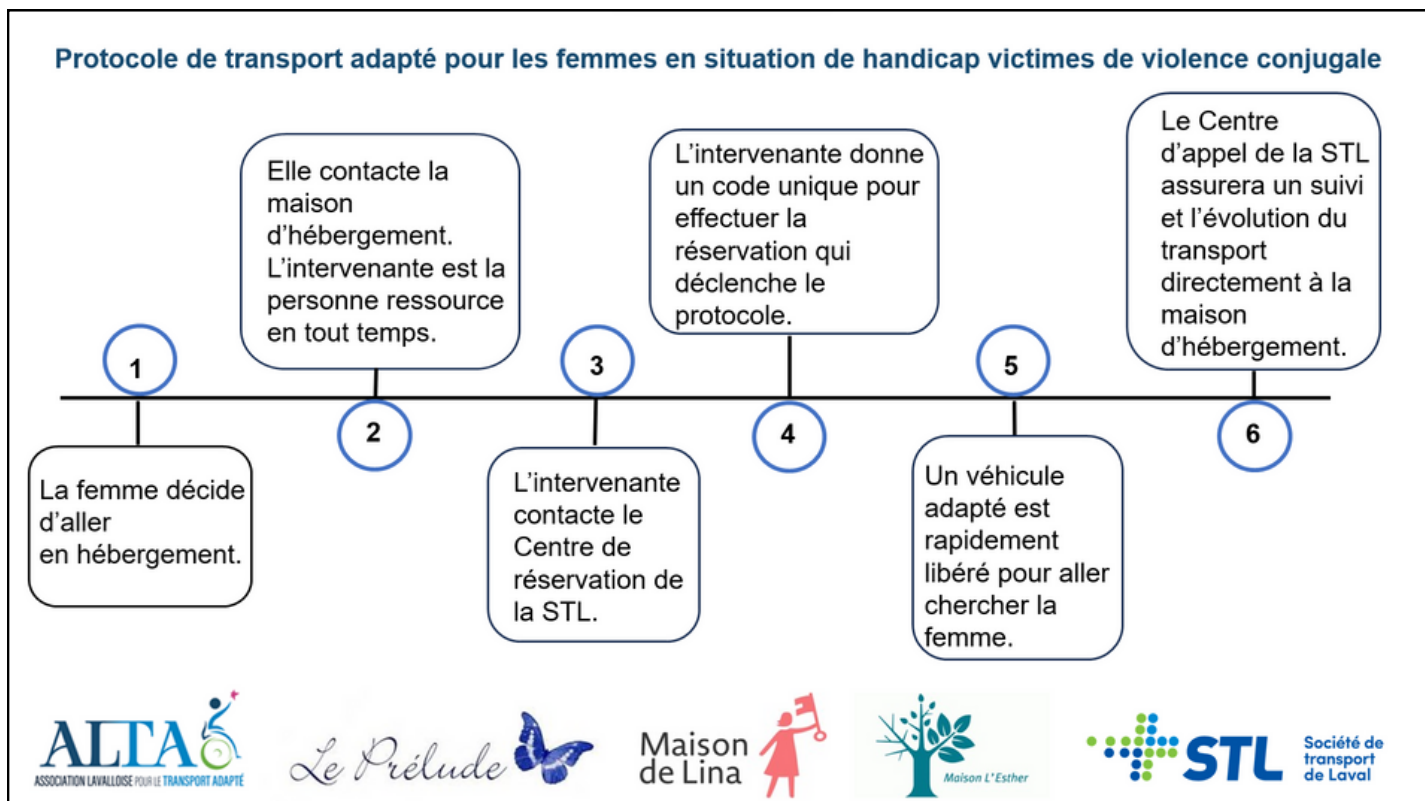 Protocole de transport adapté pour les femmes en situation de handicap victimes de violence conjugale
1
La femme décide
d'aller
en hébergement.
Elle contacte la
maison
d'hébergement.
L'intervenante est la
personne ressource
en tout temps.
2
3
L'intervenante
contacte le
Centre de
réservation de
la STL.
L'intervenante donne
un code unique pour
effectuer la
réservation qui
déclenche le
protocole.
4
5
Un véhicule
adapté est
rapidement
libéré pour aller
chercher la
femme.
Le Centre
d'appel de la STL
assurera un suivi
et l'évolution du
transport
directement à la
maison
d'hébergement.
6
ALTA
ASSOCIATION LAVALLOISE POUR LE TRANSPORT ADAPTÉ
Le Prélude
Maison
de Lina
Maison L'Esther
STL
Société de
transport
de Laval